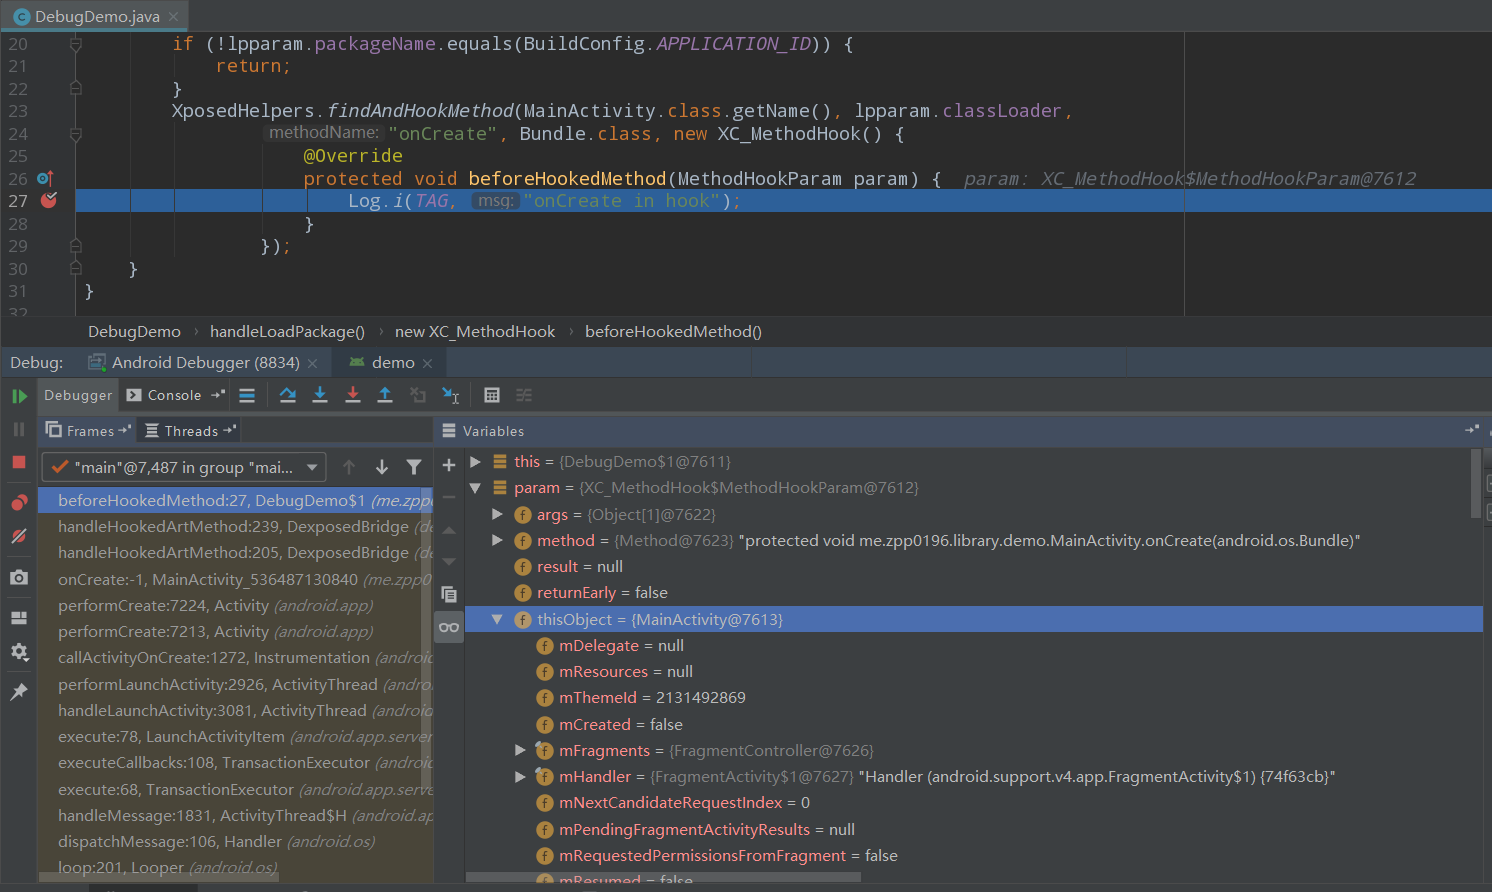 DebugDemo.java
20 if (!lpparam.packageName.equals(BuildConfig.APPLICATION_ID)) {
21 return;
22 }
23 XposedHelpers.findAndHookMethod(MainActivity.class.getName(), lpparam.classLoader,
24 methodName: "onCreate", Bundle.class, new XC_MethodHook() {
25 @Override
26 protected void beforeHookedMethod(MethodHookParam param) { param: XC_MethodHook$MethodHookParam@7612
27 Log.i(TAG, msg: "onCreate in hook");
28 }
29 });
30 }
31 }
32
DebugDemo › handleLoadPackage() › new XC_MethodHook › beforeHookedMethod()
Debug: Android Debugger (8834) demo
Debugger Console
Frames Threads
"main"@7,487 in group "mai...
beforeHookedMethod:27, DebugDemo$1 (me.zpp
handleHookedArtMethod:239, DexposedBridge (de
handleHookedArtMethod:205, DexposedBridge (de
onCreate:-1, MainActivity_536487130840 (me.zpp0
performCreate:7224, Activity (android.app)
performCreate:7213, Activity (android.app)
callActivityOnCreate:1272, Instrumentation (android
performLaunchActivity:2926, ActivityThread (andro
handleLaunchActivity:3081, ActivityThread (android
execute:78, LaunchActivityItem (android.app.server
executeCallbacks:108, TransactionExecutor (android
execute:68, TransactionExecutor (android.app.serve
handleMessage:1831, ActivityThread$H (android.ap
dispatchMessage:106, Handler (android.os)
loop:201, Looper (android.os)
Variables
this = {DebugDemo$1@7611}
param = {XC_MethodHook$MethodHookParam@7612}
args = {Object[1]@7622}
method = {Method@7623} "protected void me.zpp0196.library.demo.MainActivity.onCreate(android.os.Bundle)"
result = null
returnEarly = false
thisObject = {MainActivity@7613}
mDelegate = null
mResources = null
mThemeId = 2131492869
mCreated = false
mFragments = {FragmentController@7626}
mHandler = {FragmentActivity$1@7627} "Handler (android.support.v4.app.FragmentActivity$1) {74f63cb}"
mNextCandidateRequestIndex = 0
mPendingFragmentActivityResults = null
mRequestedPermissionsFromFragment = false
mResumed = false